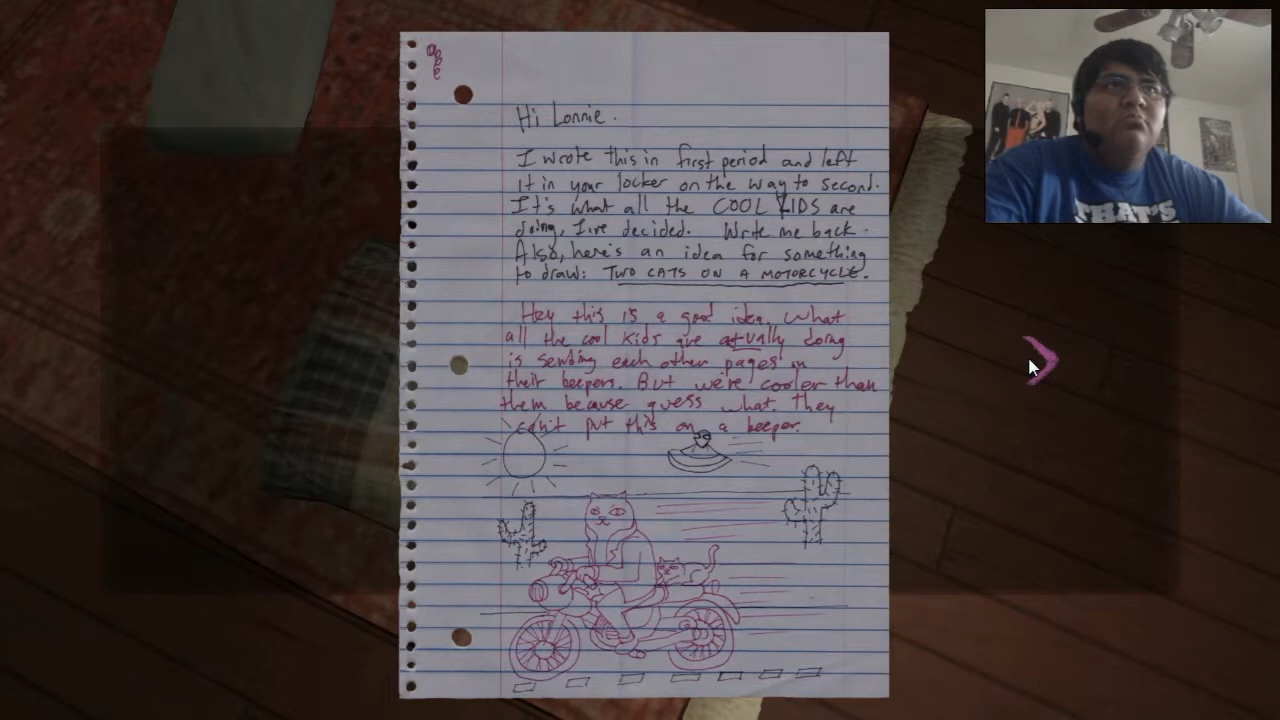 Hi Lonnie.
I wrote this in first period and left
it in your locker on the way to second.
It's what all the COOL KIDS are
doing, I've decided. Write me back.
Also, here's an idea for something
to draw: TWO CATS ON A MOTORCYCLE.
Hey this is a good idea. What
all the cool kids are actually doing
is sending each other pages on
their beepers. But we're cooler than
them because guess what. They
can't put this on a beeper.
THAT'S